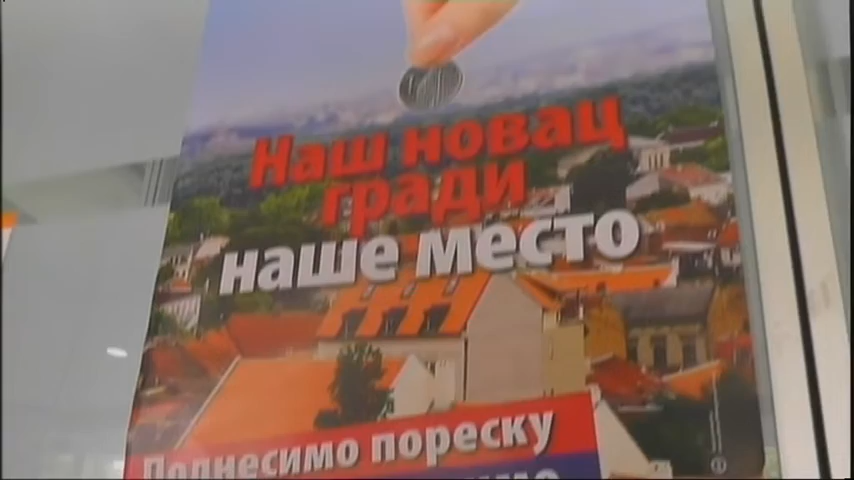 Наш новац
гради
наше место
Поднесимо пореску